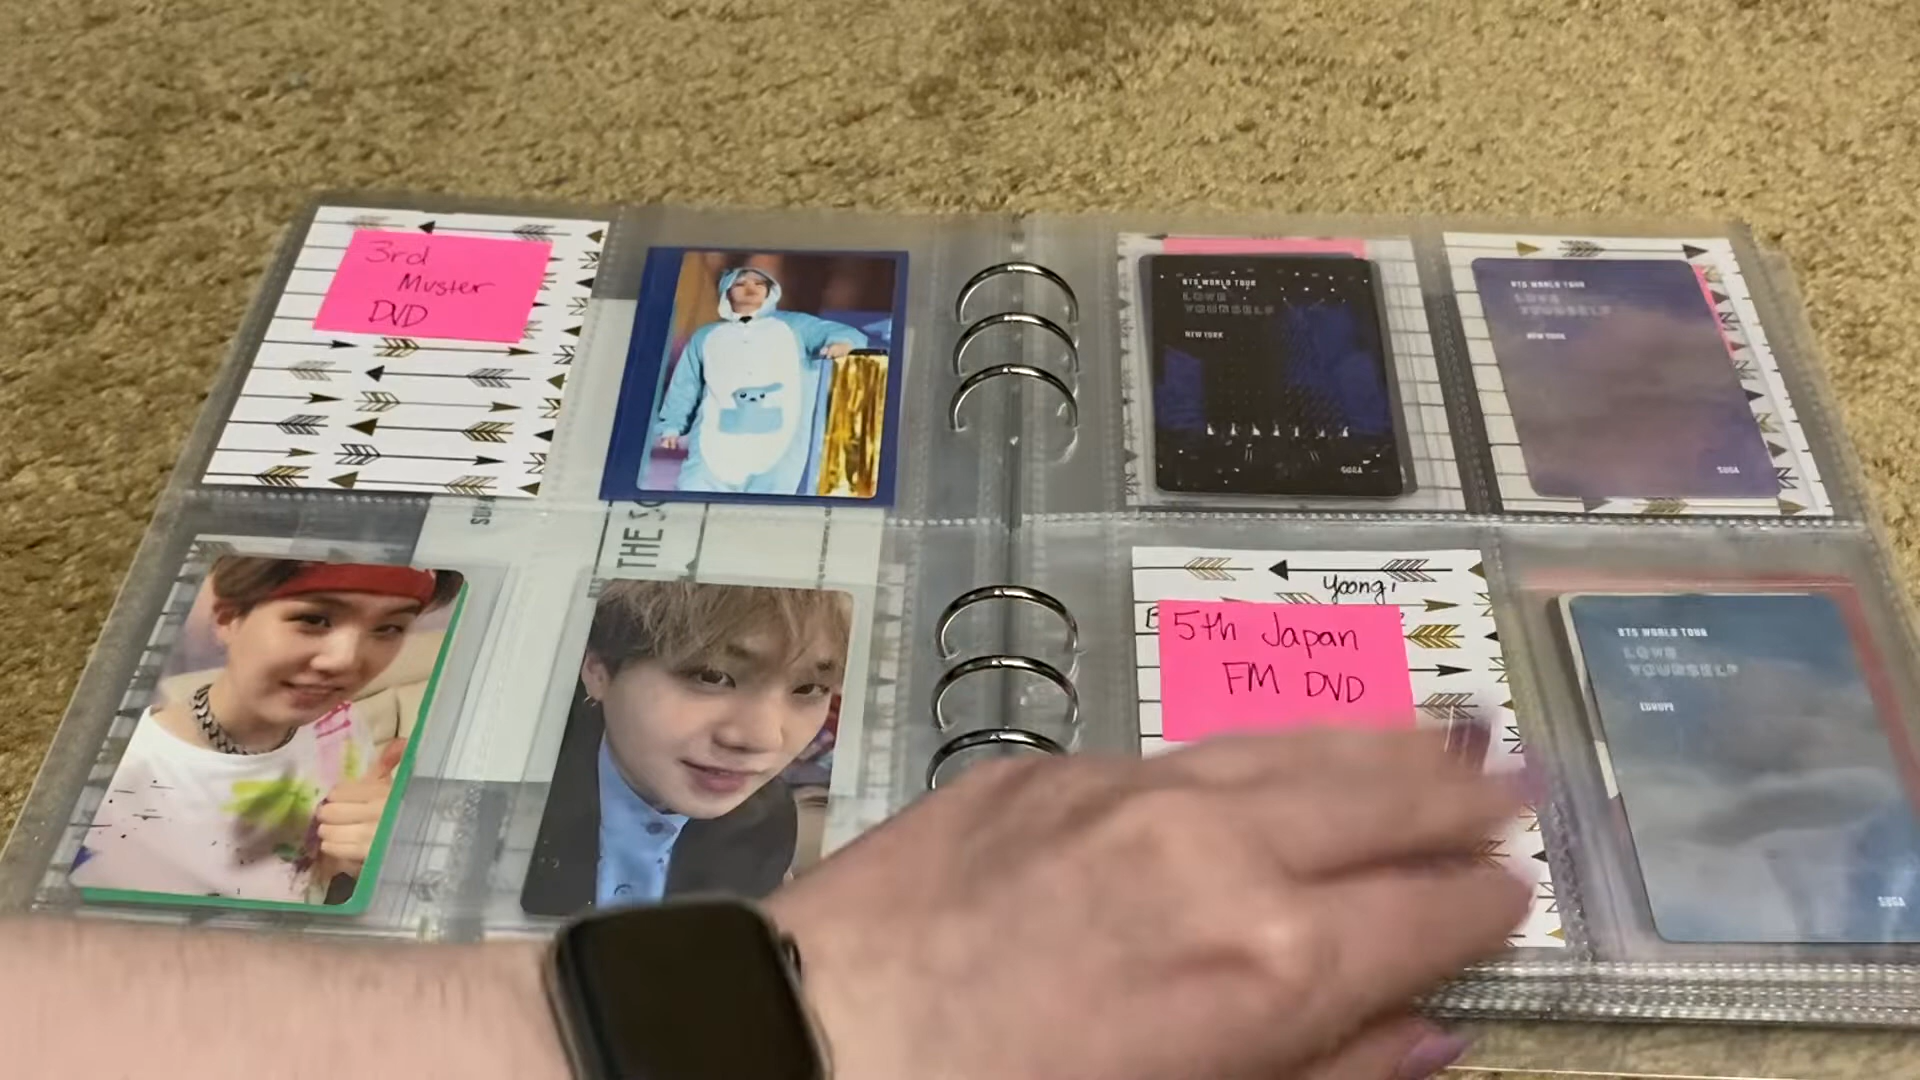 3rd
Muster
DVD
THE
BTS WORLD TOUR
LOVE
YOURSELF
NEW YORK
SUGA
BTS WORLD TOUR
LOVE
YOURSELF
NEW YORK
SUGA
Yoongi
5th Japan
FM DVD
BTS WORLD TOUR
LOVE
YOURSELF
EUROPE
SUGA